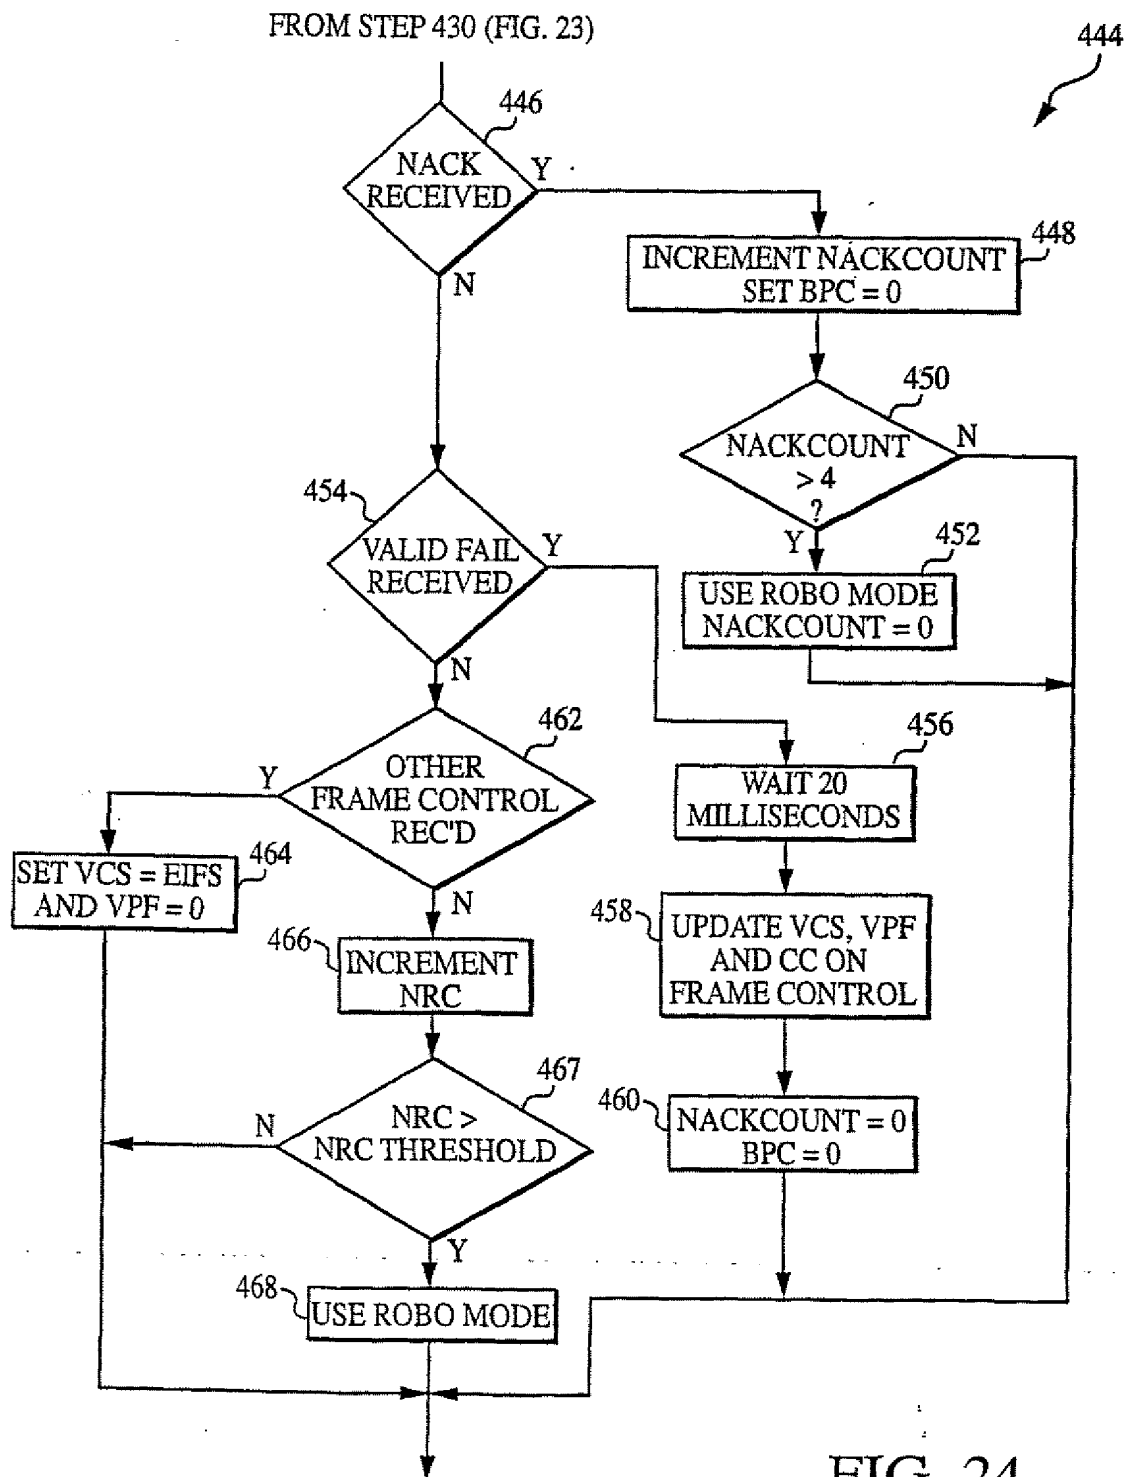 FROM STEP 430 (FIG. 23)
444
446
NACK
RECEIVED
Y
N
448
INCREMENT NACKCOUNT
SET BPC = 0
450
NACKCOUNT
> 4
?
N
Y
452
USE ROBO MODE
NACKCOUNT = 0
454
VALID FAIL
RECEIVED
Y
N
456
WAIT 20
MILLISECONDS
458
UPDATE VCS, VPF
AND CC ON
FRAME CONTROL
460
NACKCOUNT = 0
BPC = 0
462
OTHER
FRAME CONTROL
REC'D
Y
N
464
SET VCS = EIFS
AND VPF = 0
466
INCREMENT
NRC
467
NRC >
NRC THRESHOLD
N
Y
468
USE ROBO MODE
FIG. 24